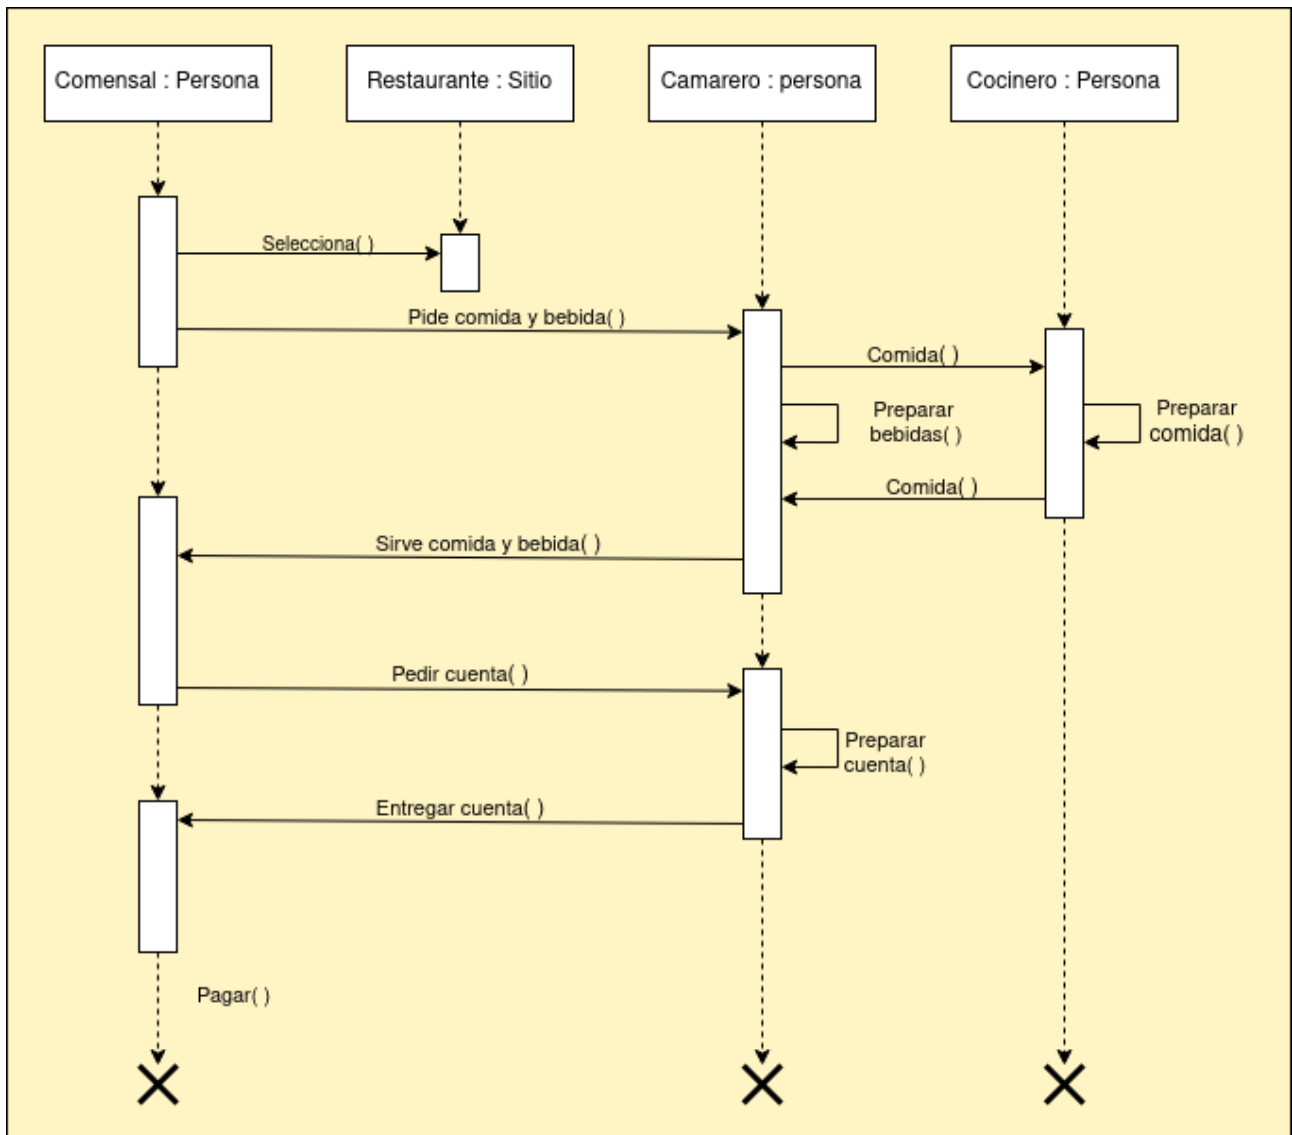 Comensal : Persona
Restaurante : Sitio
Camarero : persona
Cocinero : Persona
Selecciona( )
Pide comida y bebida( )
Comida( )
Preparar
bebidas( )
Preparar
comida( )
Comida( )
Sirve comida y bebida( )
Pedir cuenta( )
Preparar
cuenta( )
Entregar cuenta( )
Pagar( )